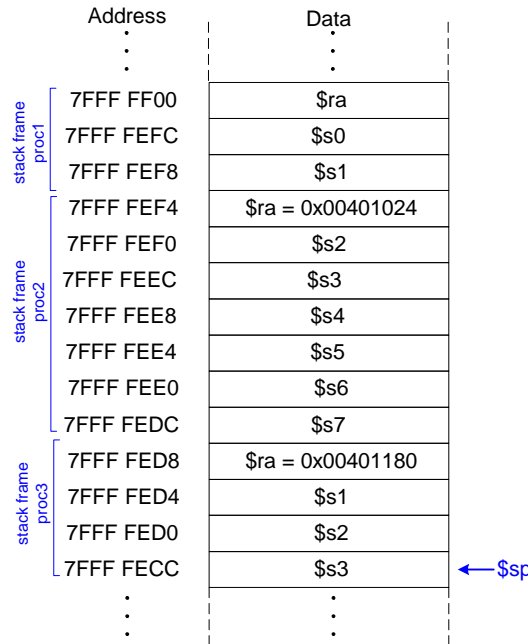 Address Data
stack frame
proc1
7FFF FF00 $ra
7FFF FEFC $s0
7FFF FEF8 $s1
stack frame
proc2
7FFF FEF4 $ra = 0x00401024
7FFF FEF0 $s2
7FFF FEEC $s3
7FFF FEE8 $s4
7FFF FEE4 $s5
7FFF FEE0 $s6
7FFF FEDC $s7
stack frame
proc3
7FFF FED8 $ra = 0x00401180
7FFF FED4 $s1
7FFF FED0 $s2
7FFF FECC $s3 $sp